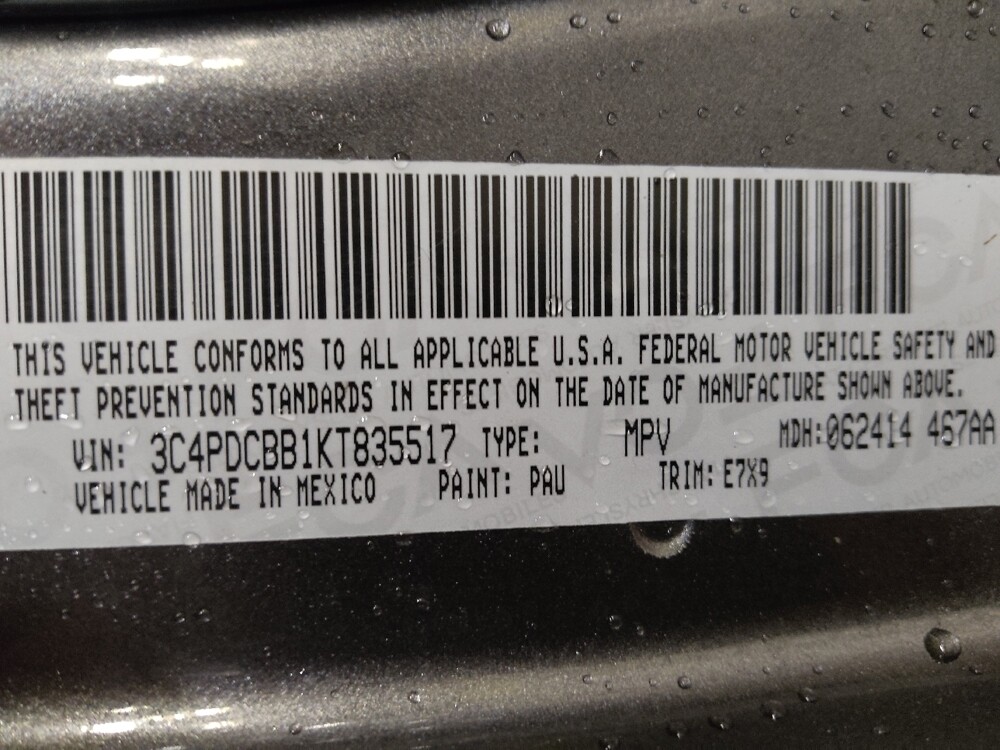 THIS VEHICLE CONFORMS TO ALL APPLICABLE U.S.A. FEDERAL MOTOR VEHICLE SAFETY AND
THEFT PREVENTION STANDARDS IN EFFECT ON THE DATE OF MANUFACTURE SHOWN ABOVE.
VIN: 3C4PDCBB1KT835517 TYPE: MPV MDH:062414 467AA
VEHICLE MADE IN MEXICO PAINT: PAU TRIM: E7X9